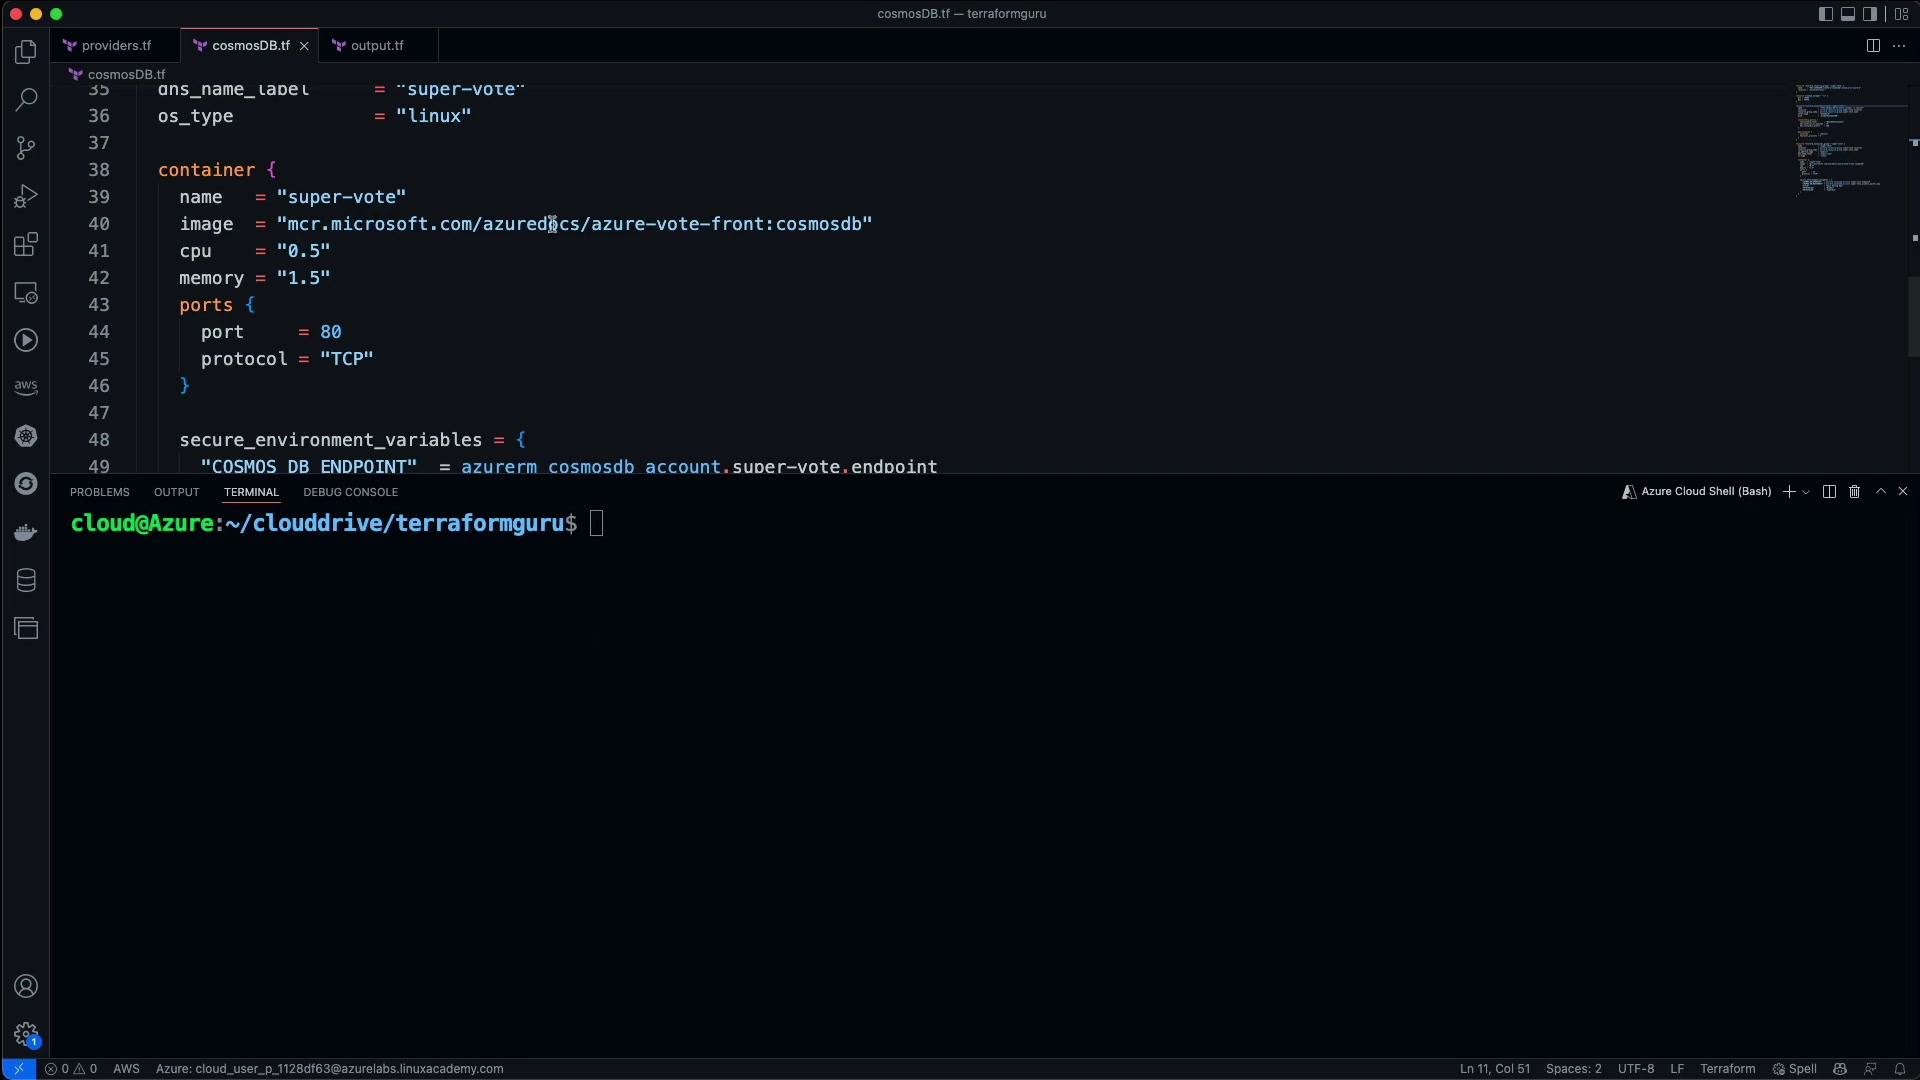 cosmosDB.tf — terraformguru
providers.tf
cosmosDB.tf
output.tf
cosmosDB.tf
35 dns_name_label = "super-vote"
36 os_type = "linux"
37
38 container {
39 name = "super-vote"
40 image = "mcr.microsoft.com/azuredocs/azure-vote-front:cosmosdb"
41 cpu = "0.5"
42 memory = "1.5"
43 ports {
44 port = 80
45 protocol = "TCP"
46 }
47
48 secure_environment_variables = {
49 "COSMOS_DB_ENDPOINT" = azurerm_cosmosdb_account.super-vote.endpoint
PROBLEMS OUTPUT TERMINAL DEBUG CONSOLE
Azure Cloud Shell (Bash)
cloud@Azure:~/clouddrive/terraformguru$
aws
1
0 0 AWS Azure: cloud_user_p_1128df63@azurelabs.linuxacademy.com
Ln 11, Col 51 Spaces: 2 UTF-8 LF Terraform Spell